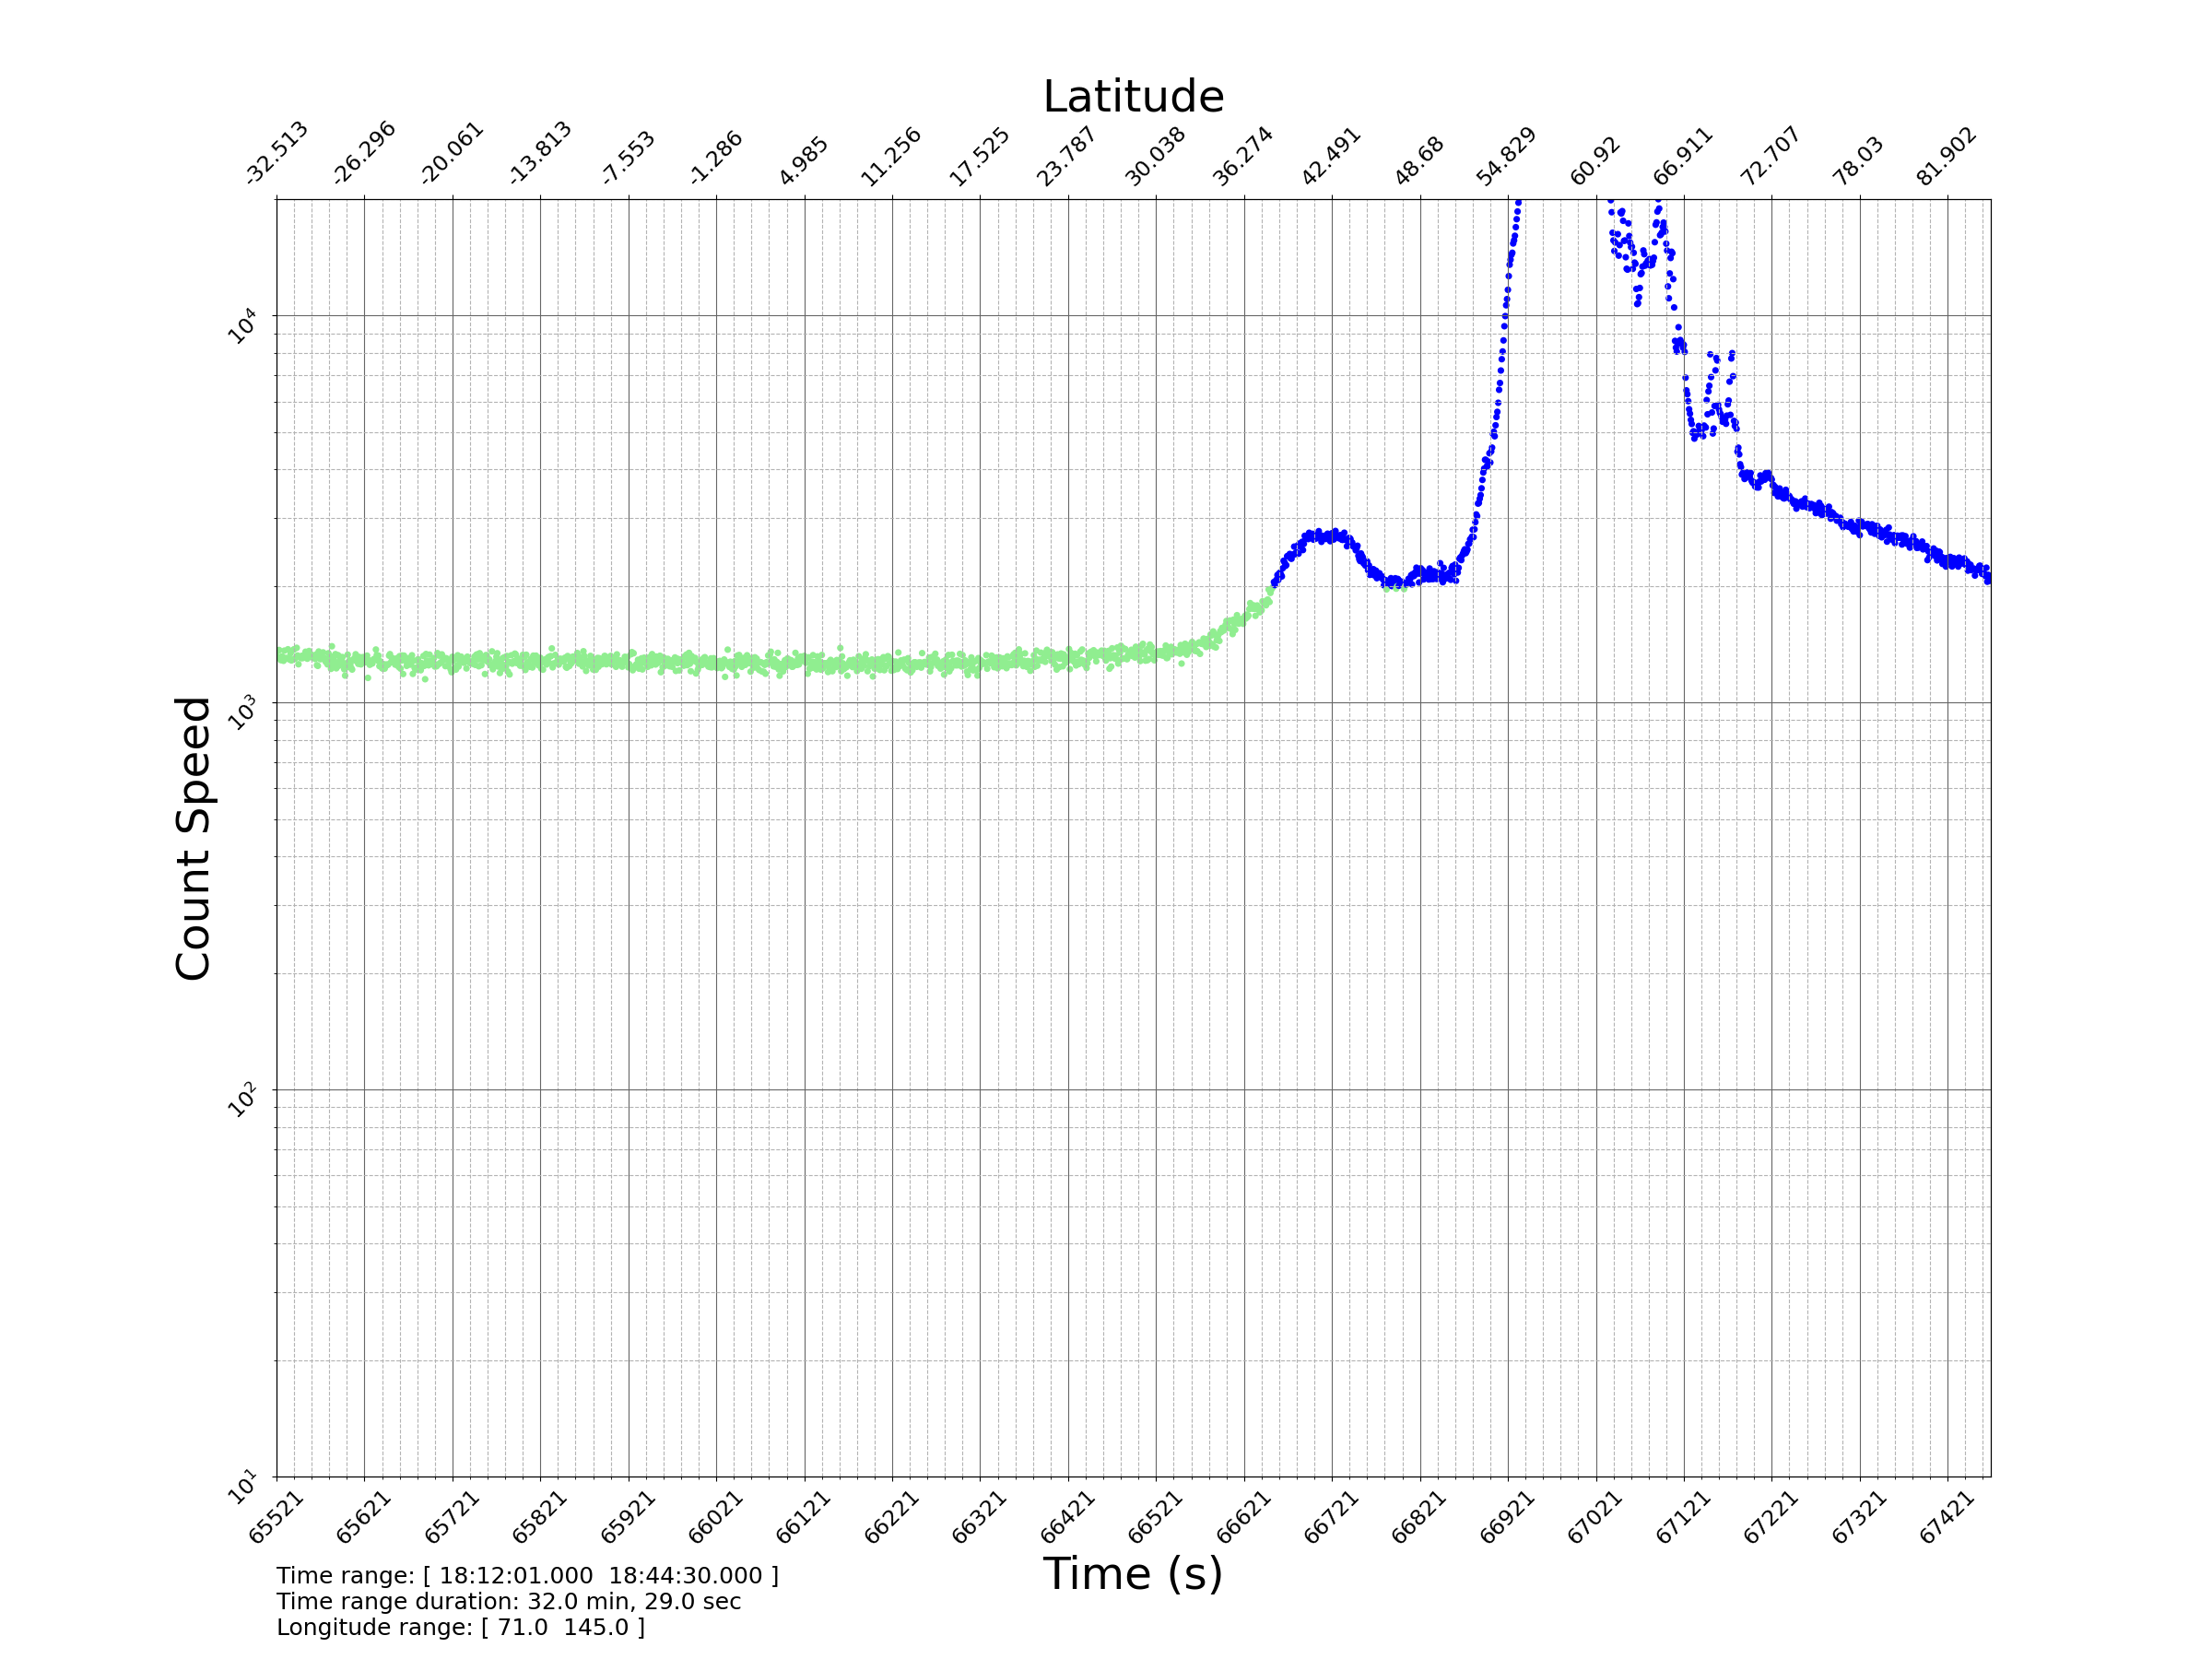 Latitude
-32.513 -26.296 -20.061 -13.813 -7.553 -1.286 4.985 11.256 17.525 23.787 30.038 36.274 42.491 48.68 54.829 60.92 66.911 72.707 78.03 81.902
10⁴
10³
10²
10¹
Count Speed
65521 65621 65721 65821 65921 66021 66121 66221 66321 66421 66521 66621 66721 66821 66921 67021 67121 67221 67321 67421
Time (s)
Time range: [ 18:12:01.000  18:44:30.000 ]
Time range duration: 32.0 min, 29.0 sec
Longitude range: [ 71.0  145.0 ]